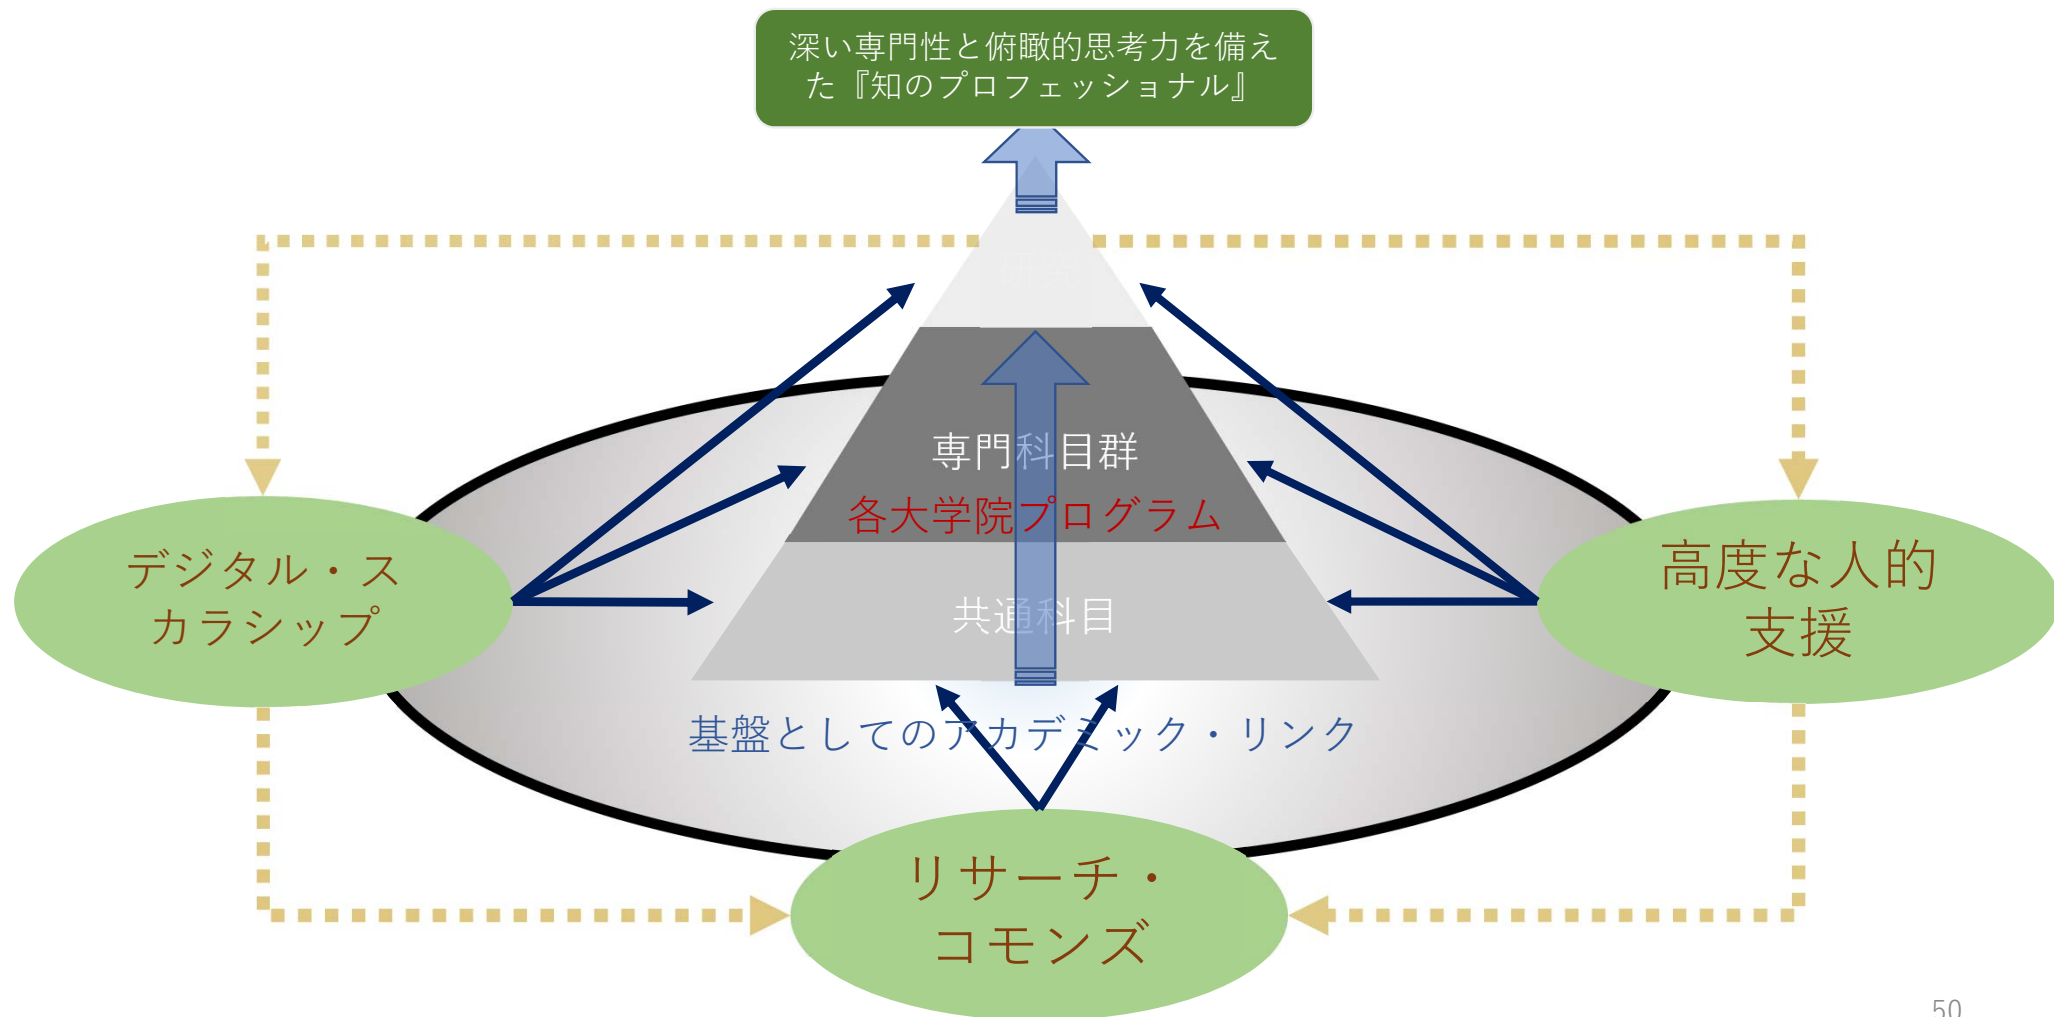 深い専門性と俯瞰的思考力を備え
た『知のプロフェッショナル』
専門科目群
各大学院プログラム
デジタル・ス
カラシップ
共通科目
高度な人的
支援
基盤としてのアカデミック・リンク
リサーチ・
コモンズ
50